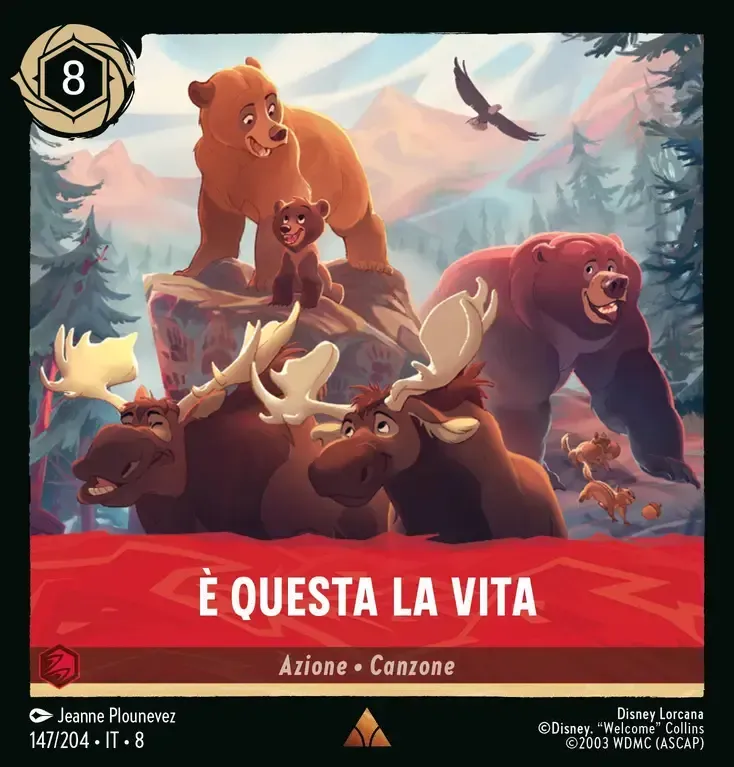 8
È QUESTA LA VITA
Azione • Canzone
Jeanne Plounevez
147/204 • IT • 8
Disney Lorcana
©Disney. “Welcome” Collins
©2003 WDMC (ASCAP)